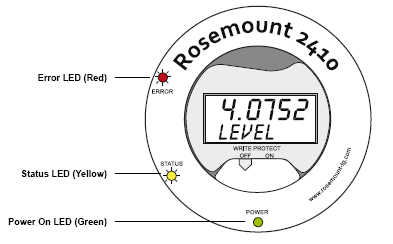 Rosemount 2410
Error LED (Red)
ERROR
4.0752
LEVEL
WRITE PROTECT
OFF ON
STATUS
Status LED (Yellow)
www.rosemount-tg.com
POWER
Power On LED (Green)